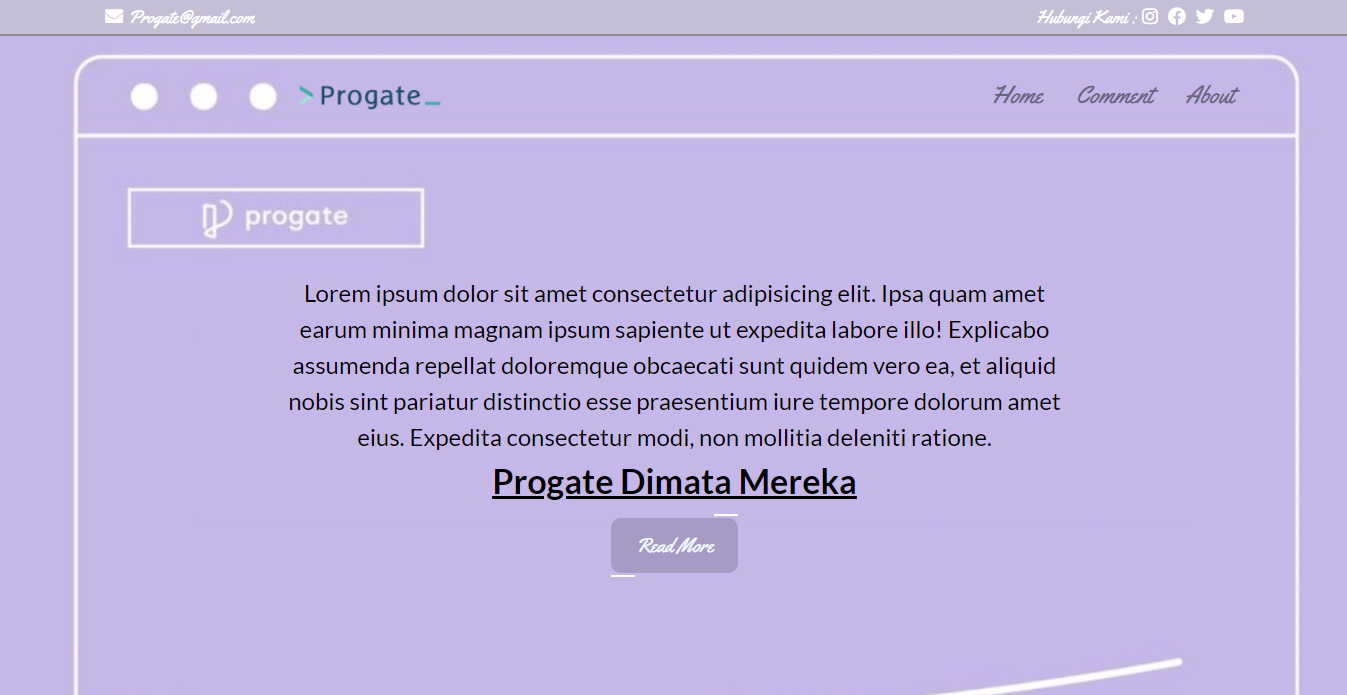 Progate@gmail.com
Hubungi Kami :
>Progate_
Home Comment About
progate
Lorem ipsum dolor sit amet consectetur adipisicing elit. Ipsa quam amet
earum minima magnam ipsum sapiente ut expedita labore illo! Explicabo
assumenda repellat doloremque obcaecati sunt quidem vero ea, et aliquid
nobis sint pariatur distinctio esse praesentium iure tempore dolorum amet
eius. Expedita consectetur modi, non mollitia deleniti ratione.
Progate Dimata Mereka
Read More